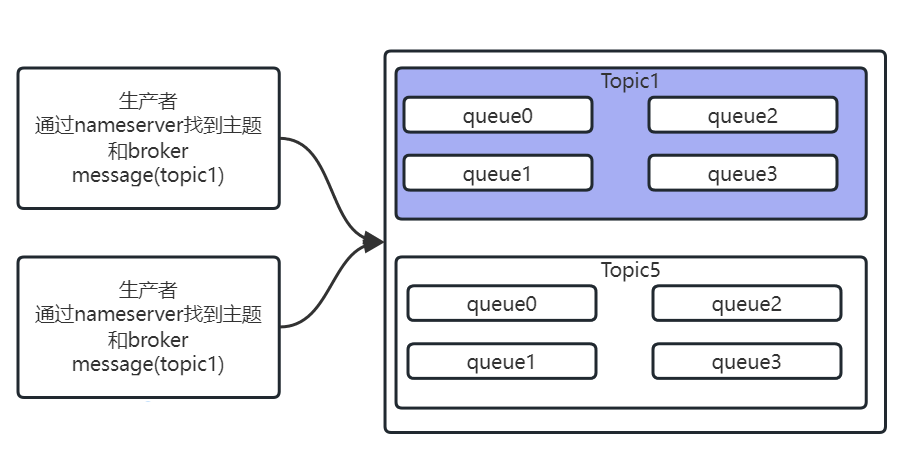 生产者
通过nameserver找到主题
和broker
message(topic1)
生产者
通过nameserver找到主题
和broker
message(topic1)
Topic1
queue0
queue2
queue1
queue3
Topic5
queue0
queue2
queue1
queue3